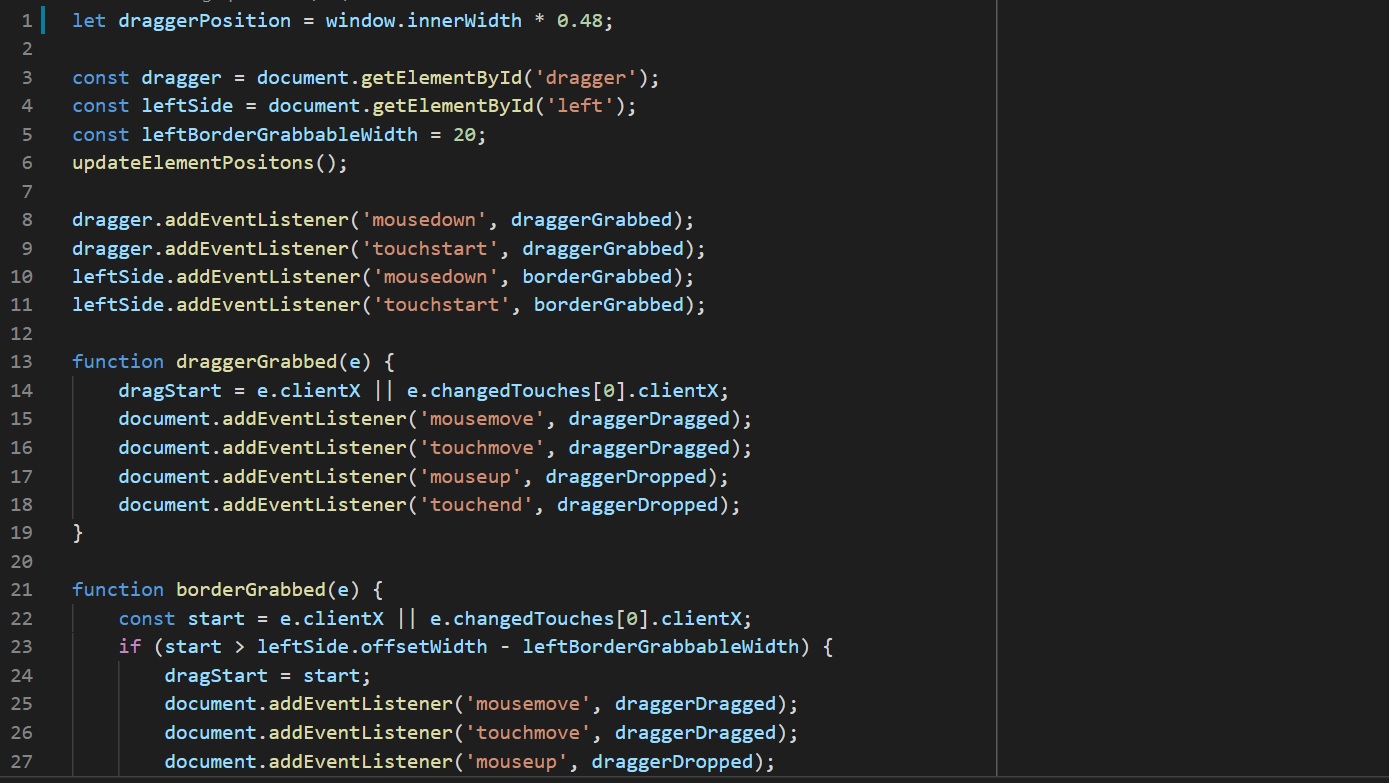 1 let draggerPosition = window.innerWidth * 0.48;
2
3 const dragger = document.getElementById('dragger');
4 const leftSide = document.getElementById('left');
5 const leftBorderGrabbableWidth = 20;
6 updateElementPositons();
7
8 dragger.addEventListener('mousedown', draggerGrabbed);
9 dragger.addEventListener('touchstart', draggerGrabbed);
10 leftSide.addEventListener('mousedown', borderGrabbed);
11 leftSide.addEventListener('touchstart', borderGrabbed);
12
13 function draggerGrabbed(e) {
14 dragStart = e.clientX || e.changedTouches[0].clientX;
15 document.addEventListener('mousemove', draggerDragged);
16 document.addEventListener('touchmove', draggerDragged);
17 document.addEventListener('mouseup', draggerDropped);
18 document.addEventListener('touchend', draggerDropped);
19 }
20
21 function borderGrabbed(e) {
22 const start = e.clientX || e.changedTouches[0].clientX;
23 if (start > leftSide.offsetWidth - leftBorderGrabbableWidth) {
24 dragStart = start;
25 document.addEventListener('mousemove', draggerDragged);
26 document.addEventListener('touchmove', draggerDragged);
27 document.addEventListener('mouseup', draggerDropped);